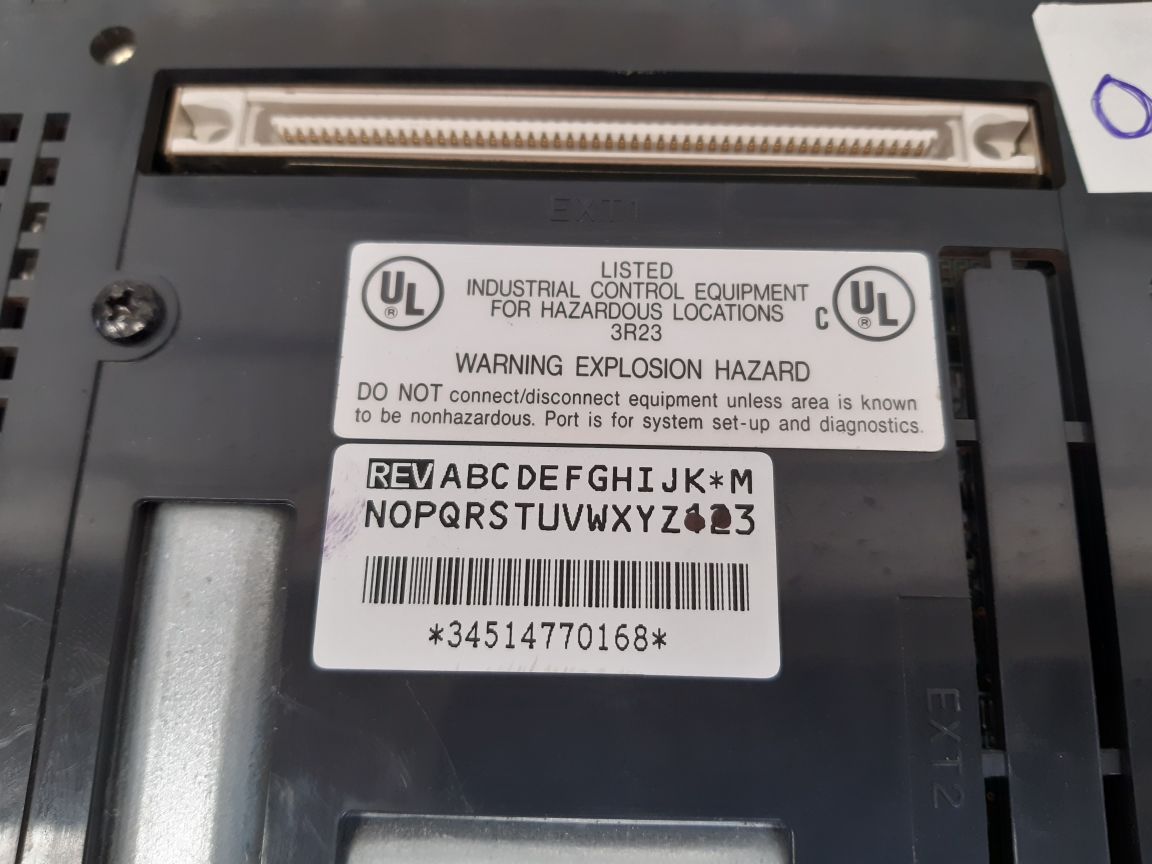 EXT1
UL
®
LISTED
INDUSTRIAL CONTROL EQUIPMENT
FOR HAZARDOUS LOCATIONS
3R23
C UL
®
WARNING EXPLOSION HAZARD
DO NOT connect/disconnect equipment unless area is known
to be nonhazardous. Port is for system set-up and diagnostics.
REV ABCDEFGHIJK*M
NOPQRSTUVWXYZ123
*34514770168*
EXT2